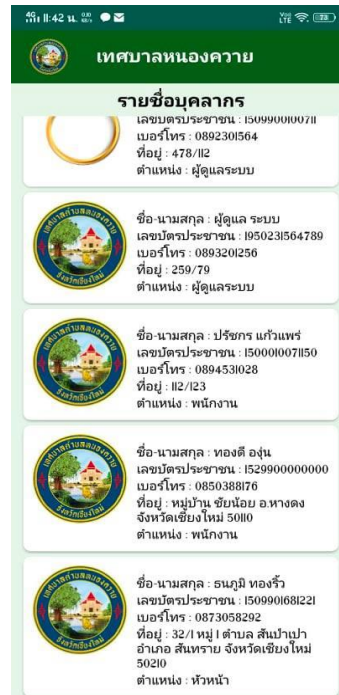 4G 11:42 น.
เทศบาลหนองควาย
รายชื่อบุคลากร
เลขบัตรประชาชน : 1509900100711
เบอร์โทร : 0892301564
ที่อยู่ : 478/112
ตำแหน่ง : ผู้ดูแลระบบ
ชื่อ-นามสกุล : ผู้ดูแล ระบบ
เลขบัตรประชาชน : 1950231564789
เบอร์โทร : 0893201256
ที่อยู่ : 259/79
ตำแหน่ง : ผู้ดูแลระบบ
ชื่อ-นามสกุล : ปรัชกร แก้วแพร่
เลขบัตรประชาชน : 1500010071150
เบอร์โทร : 0894531028
ที่อยู่ : 112/123
ตำแหน่ง : พนักงาน
ชื่อ-นามสกุล : ทองดี องุ่น
เลขบัตรประชาชน : 1529900000000
เบอร์โทร : 0850388176
ที่อยู่ : หมู่บ้าน ชัยน้อย อ.หางดง
จังหวัดเชียงใหม่ 50110
ตำแหน่ง : พนักงาน
ชื่อ-นามสกุล : ธนภูมิ ทองริ้ว
เลขบัตรประชาชน : 1509901681221
เบอร์โทร : 0873058292
ที่อยู่ : 32/1 หมู่ 1 ตำบล สันป่าเปา
อำเภอ สันทราย จังหวัดเชียงใหม่
50210
ตำแหน่ง : หัวหน้า